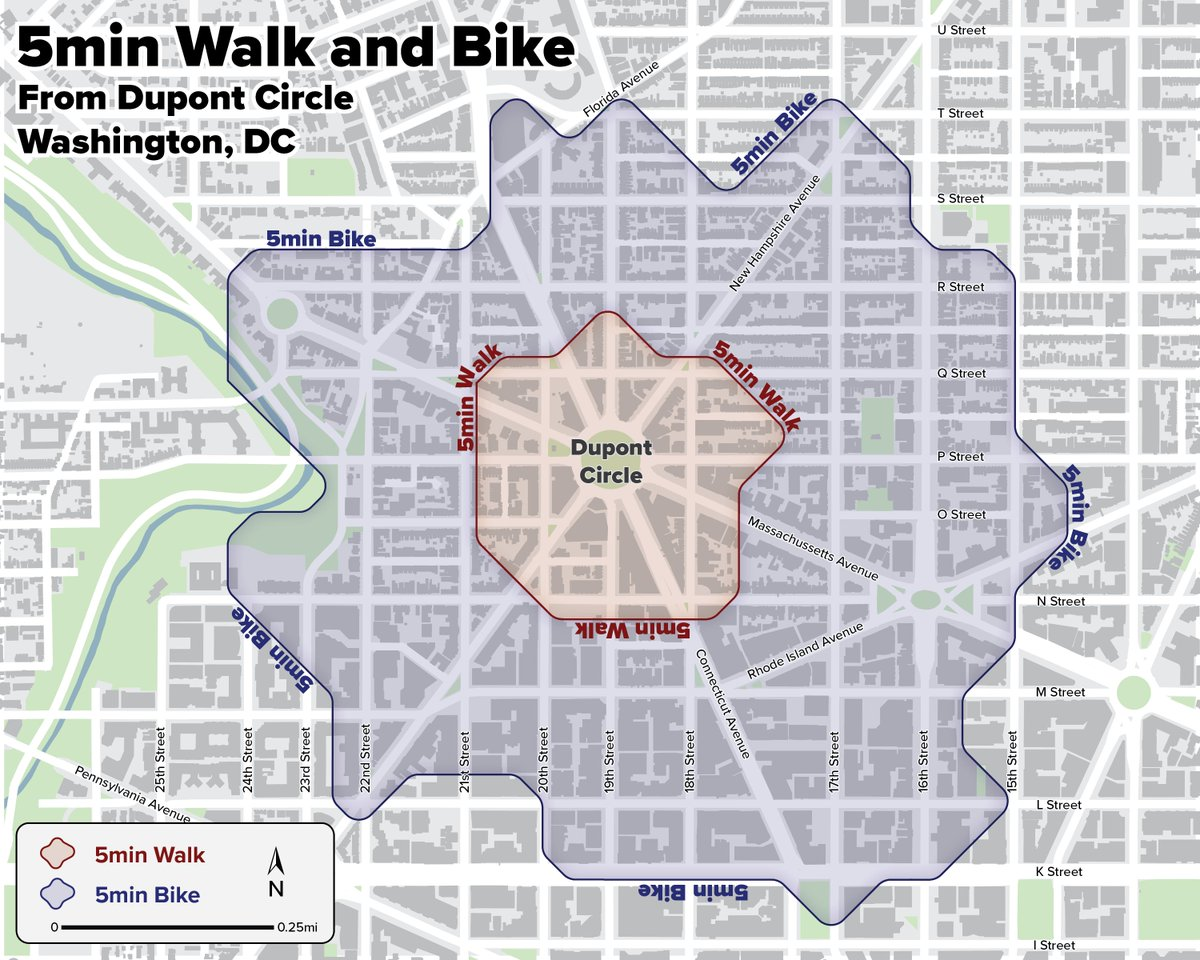 5min Walk and Bike
From Dupont Circle
Washington, DC
U Street
Florida Avenue
T Street
5min Bike
New Hampshire Avenue
S Street
5min Bike
R Street
5min Walk
5min Walk
Q Street
Dupont
Circle
P Street
5min Bike
O Street
Massachussetts Avenue
N Street
5min Walk
5min Bike
Rhode Island Avenue
Connecticut Avenue
M Street
25th Street
24th Street
23rd Street
22nd Street
21st Street
20th Street
19th Street
18th Street
17th Street
16th Street
15th Street
Pennsylvania Avenue
L Street
K Street
5min Bike
I Street
5min Walk
5min Bike
N
0 0.25mi